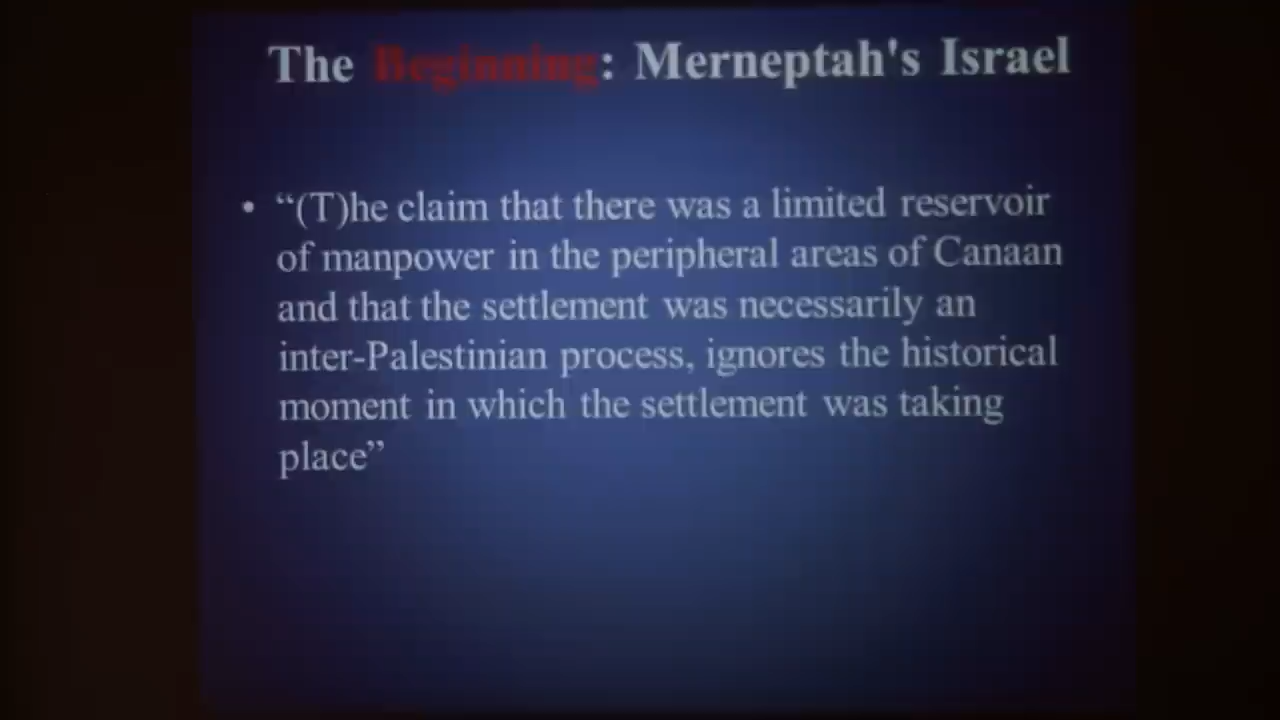 The Beginning: Merneptah's Israel
• “(T)he claim that there was a limited reservoir
of manpower in the peripheral areas of Canaan
and that the settlement was necessarily an
inter-Palestinian process, ignores the historical
moment in which the settlement was taking
place”